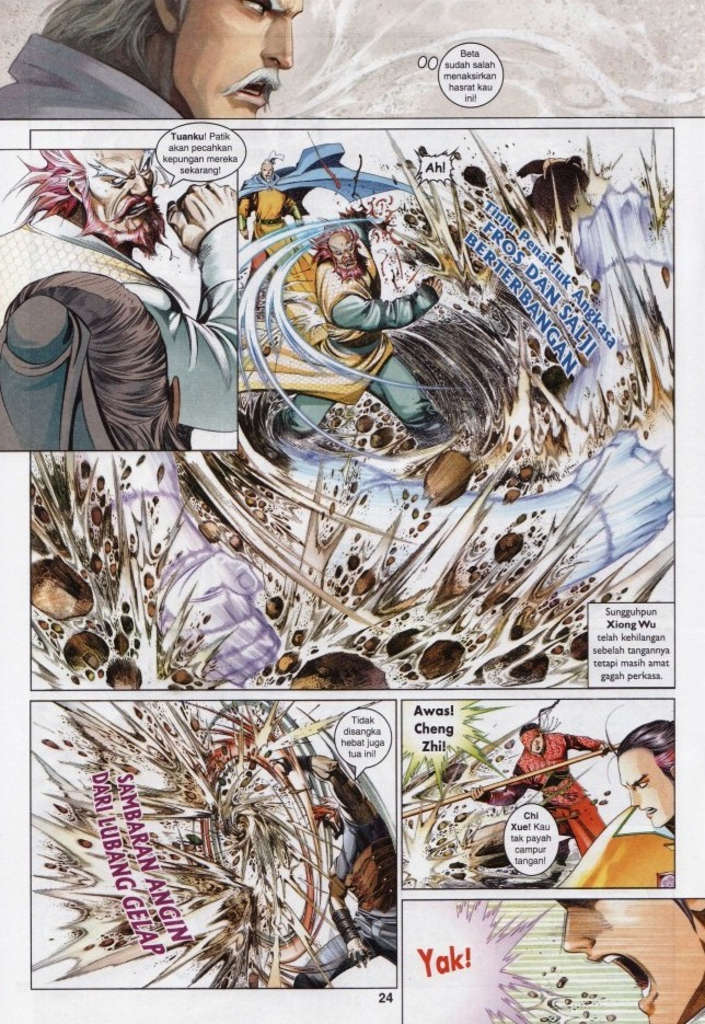 Beta
sudah salah
menaksirkan
hasrat kau
ini!
Tuanku! Patik
akan pecahkan
kepungan mereka
sekarang!
Ah!
Tinju Penakluk Angkasa
FROS DAN SALJI
BERTERBANGAN
Sungguhpun
Xiong Wu
telah kehilangan
sebelah tangannya
tetapi masih amat
gagah perkasa.
Tidak
disangka
hebat juga
tua ini!
SAMBARAN ANGIN
DARI LUBANG GELAP
Awas!
Cheng
Zhi!
Chi
Xue! Kau
tak payah
campur
tangan!
Yak!
24